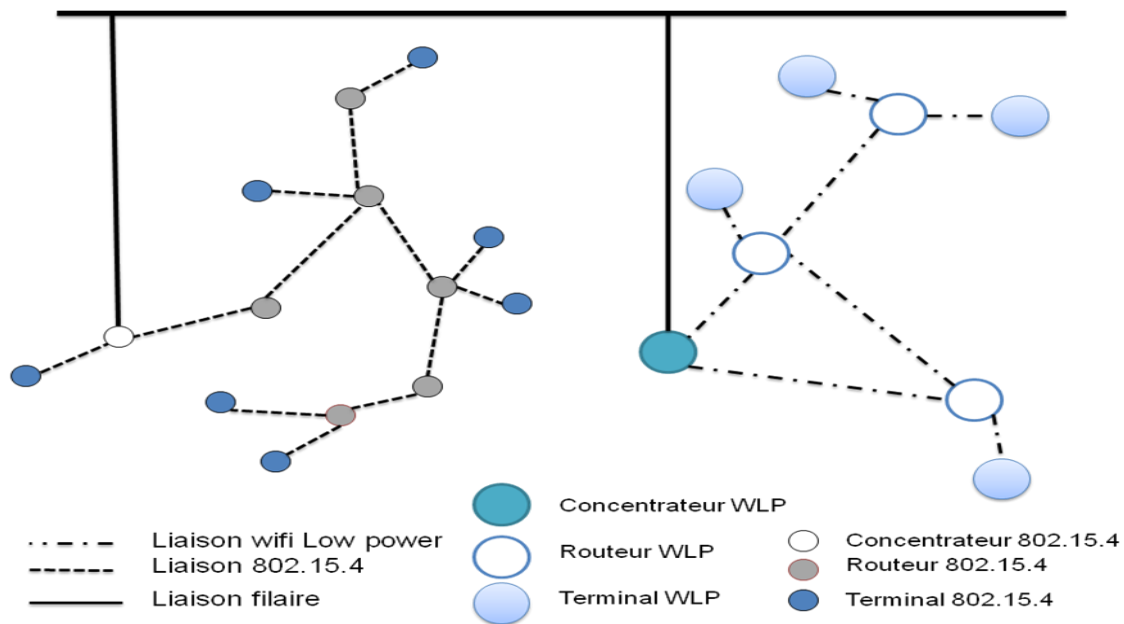 Liaison wifi Low power
Liaison 802.15.4
Liaison filaire
Concentrateur WLP
Routeur WLP
Terminal WLP
Concentrateur 802.15.4
Routeur 802.15.4
Terminal 802.15.4